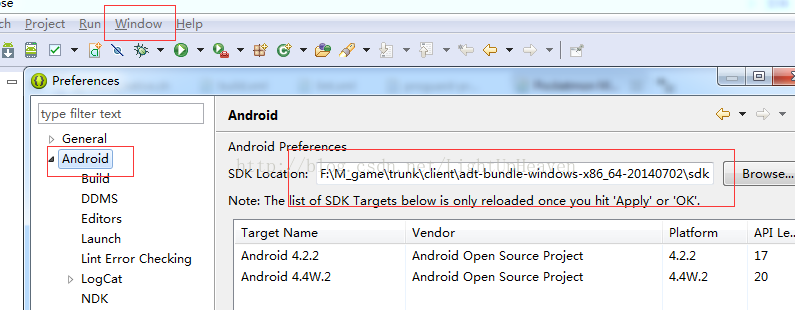 ose
ch Project Run Window Help
Preferences
type filter text
General
Android
Build
DDMS
Editors
Launch
Lint Error Checking
LogCat
NDK
Android
Android Preferences
http://blog.csdn.net/LightUpHeaven
SDK Location: F:\M_game\trunk\client\adt-bundle-windows-x86_64-20140702\sdk Browse...
Note: The list of SDK Targets below is only reloaded once you hit 'Apply' or 'OK'.
Target Name Vendor Platform API Le...
Android 4.2.2 Android Open Source Project 4.2.2 17
Android 4.4W.2 Android Open Source Project 4.4W.2 20